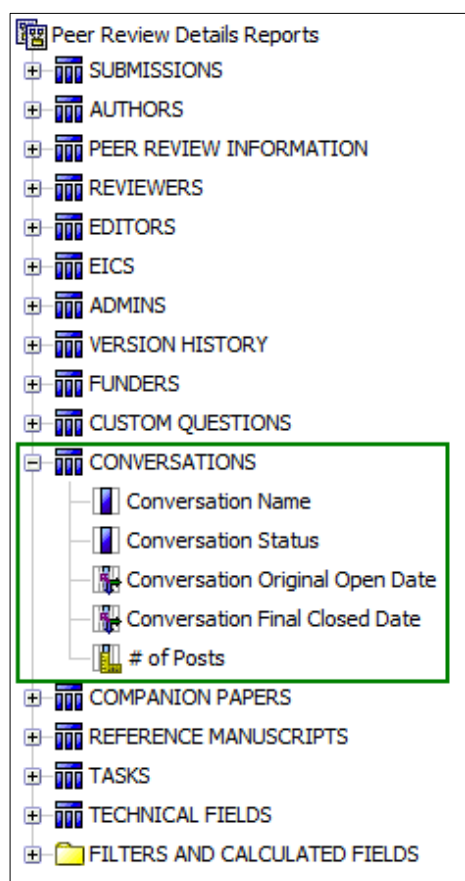 Peer Review Details Reports
SUBMISSIONS
AUTHORS
PEER REVIEW INFORMATION
REVIEWERS
EDITORS
EICS
ADMINS
VERSION HISTORY
FUNDERS
CUSTOM QUESTIONS
CONVERSATIONS
Conversation Name
Conversation Status
Conversation Original Open Date
Conversation Final Closed Date
# of Posts
COMPANION PAPERS
REFERENCE MANUSCRIPTS
TASKS
TECHNICAL FIELDS
FILTERS AND CALCULATED FIELDS